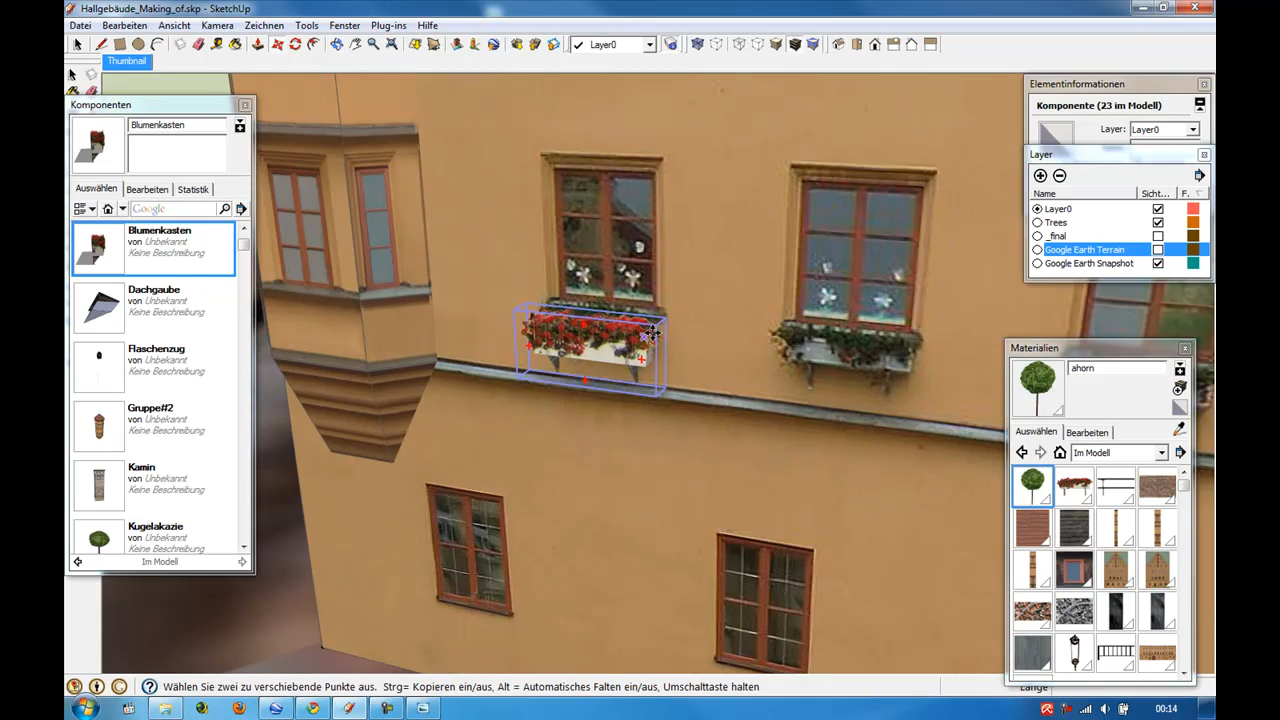 Hallgebäude_Making_of.skp - SketchUp
Datei Bearbeiten Ansicht Kamera Zeichnen Tools Fenster Plug-ins Hilfe
Layer0
Thumbnail
Komponenten
Blumenkasten
Auswählen Bearbeiten Statistik
Google
Blumenkasten
von Unbekannt
Keine Beschreibung
Dachgaube
von Unbekannt
Keine Beschreibung
Flaschenzug
von Unbekannt
Keine Beschreibung
Gruppe#2
von Unbekannt
Keine Beschreibung
Kamin
von Unbekannt
Keine Beschreibung
Kugelakazie
von Unbekannt
Keine Beschreibung
Im Modell
Elementinformationen
Komponente (23 im Modell)
Layer: Layer0
Layer
Name Sicht... F.
Layer0
Trees
_final
Google Earth Terrain
Google Earth Snapshot
Materialien
ahorn
Auswählen Bearbeiten
Im Modell
Wählen Sie zwei zu verschiebende Punkte aus. Strg= Kopieren ein/aus, Alt = Automatisches Falten ein/aus, Umschalttaste halten
Länge
00:14